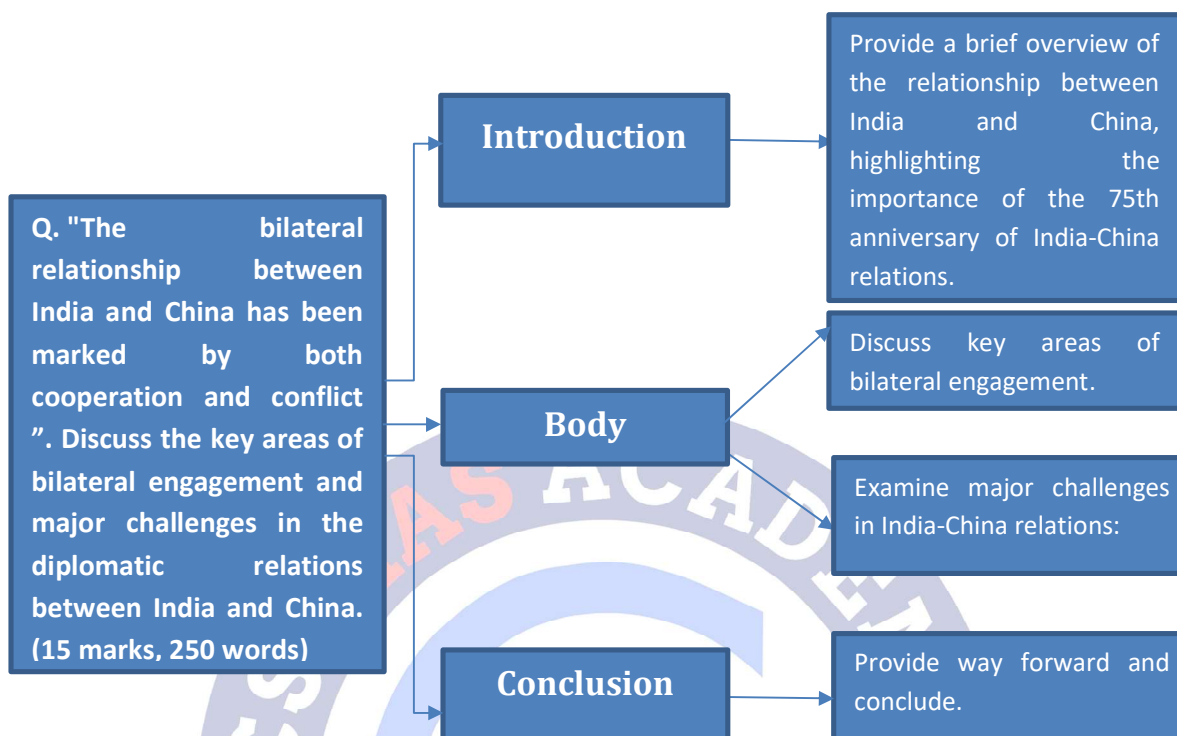 Q. "The bilateral
relationship between
India and China has been
marked by both
cooperation and conflict
”. Discuss the key areas of
bilateral engagement and
major challenges in the
diplomatic relations
between India and China.
(15 marks, 250 words)
Introduction
Provide a brief overview of
the relationship between
India and China,
highlighting the
importance of the 75th
anniversary of India-China
relations.
Body
Discuss key areas of
bilateral engagement.
Examine major challenges
in India-China relations:
Conclusion
Provide way forward and
conclude.
IAS ACADE